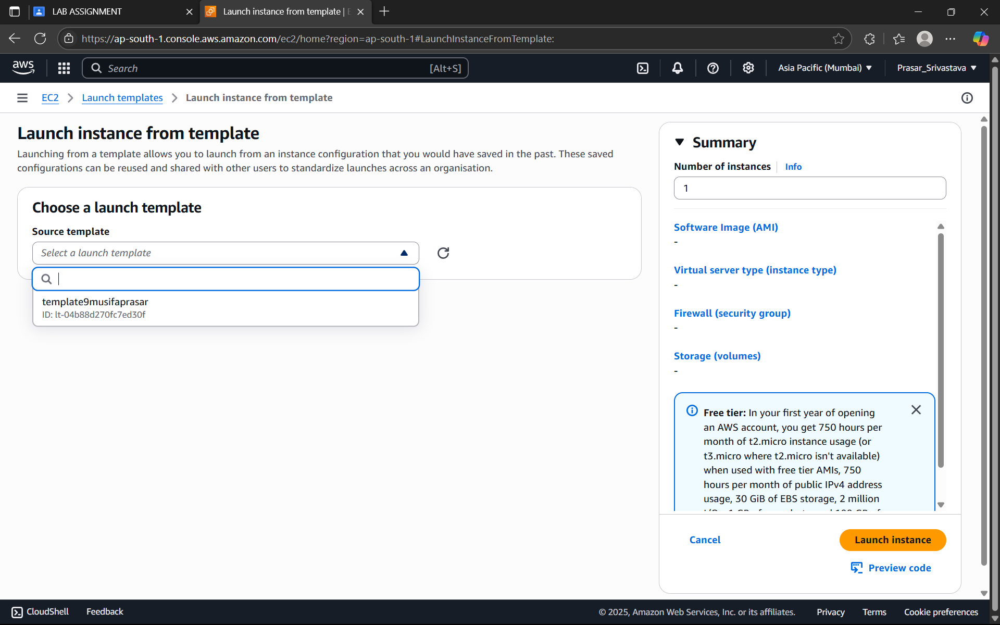 LAB ASSIGNMENT
Launch instance from template | E
https://ap-south-1.console.aws.amazon.com/ec2/home?region=ap-south-1#LaunchInstanceFromTemplate:
aws
Search
[Alt+S]
Asia Pacific (Mumbai)
Prasar_Srivastava
EC2
Launch templates
Launch instance from template
Launch instance from template
Launching from a template allows you to launch from an instance configuration that you would have saved in the past. These saved
configurations can be reused and shared with other users to standardize launches across an organisation.
Choose a launch template
Source template
Select a launch template
template9musifaprasar
ID: lt-04b88d270fc7ed30f
Summary
Number of instances
Info
1
Software Image (AMI)
-
Virtual server type (instance type)
-
Firewall (security group)
-
Storage (volumes)
-
Free tier: In your first year of opening
an AWS account, you get 750 hours per
month of t2.micro instance usage (or
t3.micro where t2.micro isn't available)
when used with free tier AMIs, 750
hours per month of public IPv4 address
usage, 30 GiB of EBS storage, 2 million
Cancel
Launch instance
Preview code
CloudShell
Feedback
© 2025, Amazon Web Services, Inc. or its affiliates.
Privacy
Terms
Cookie preferences